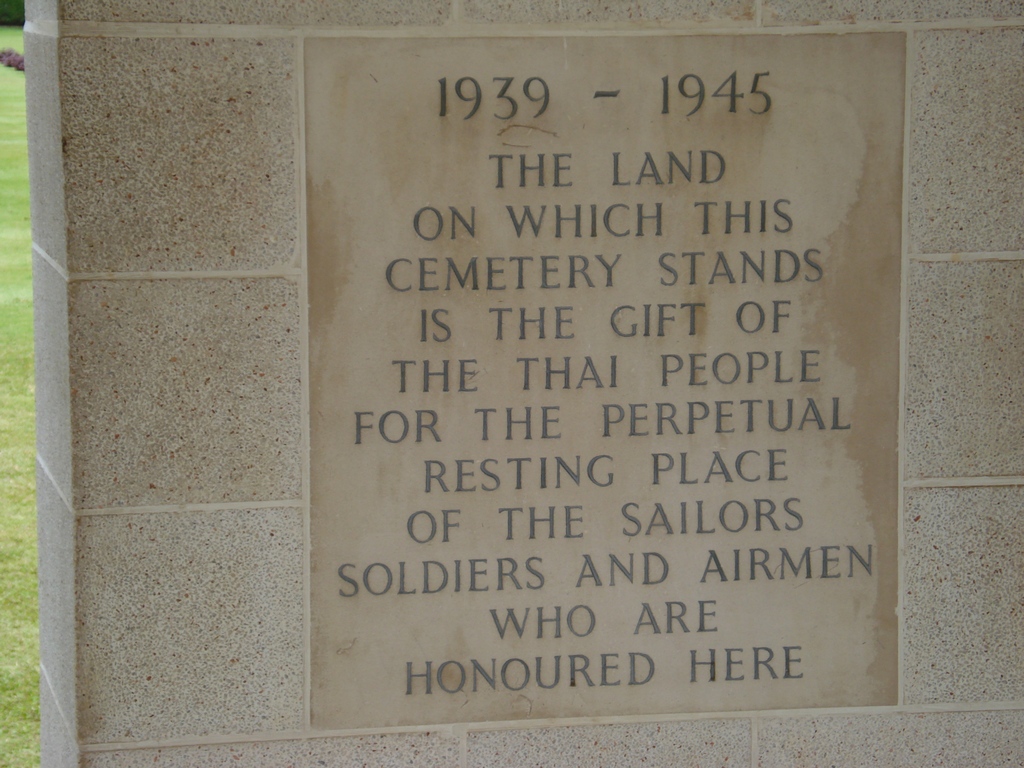 1939 - 1945
THE LAND
ON WHICH THIS
CEMETERY STANDS
IS THE GIFT OF
THE THAI PEOPLE
FOR THE PERPETUAL
RESTING PLACE
OF THE SAILORS
SOLDIERS AND AIRMEN
WHO ARE
HONOURED HERE